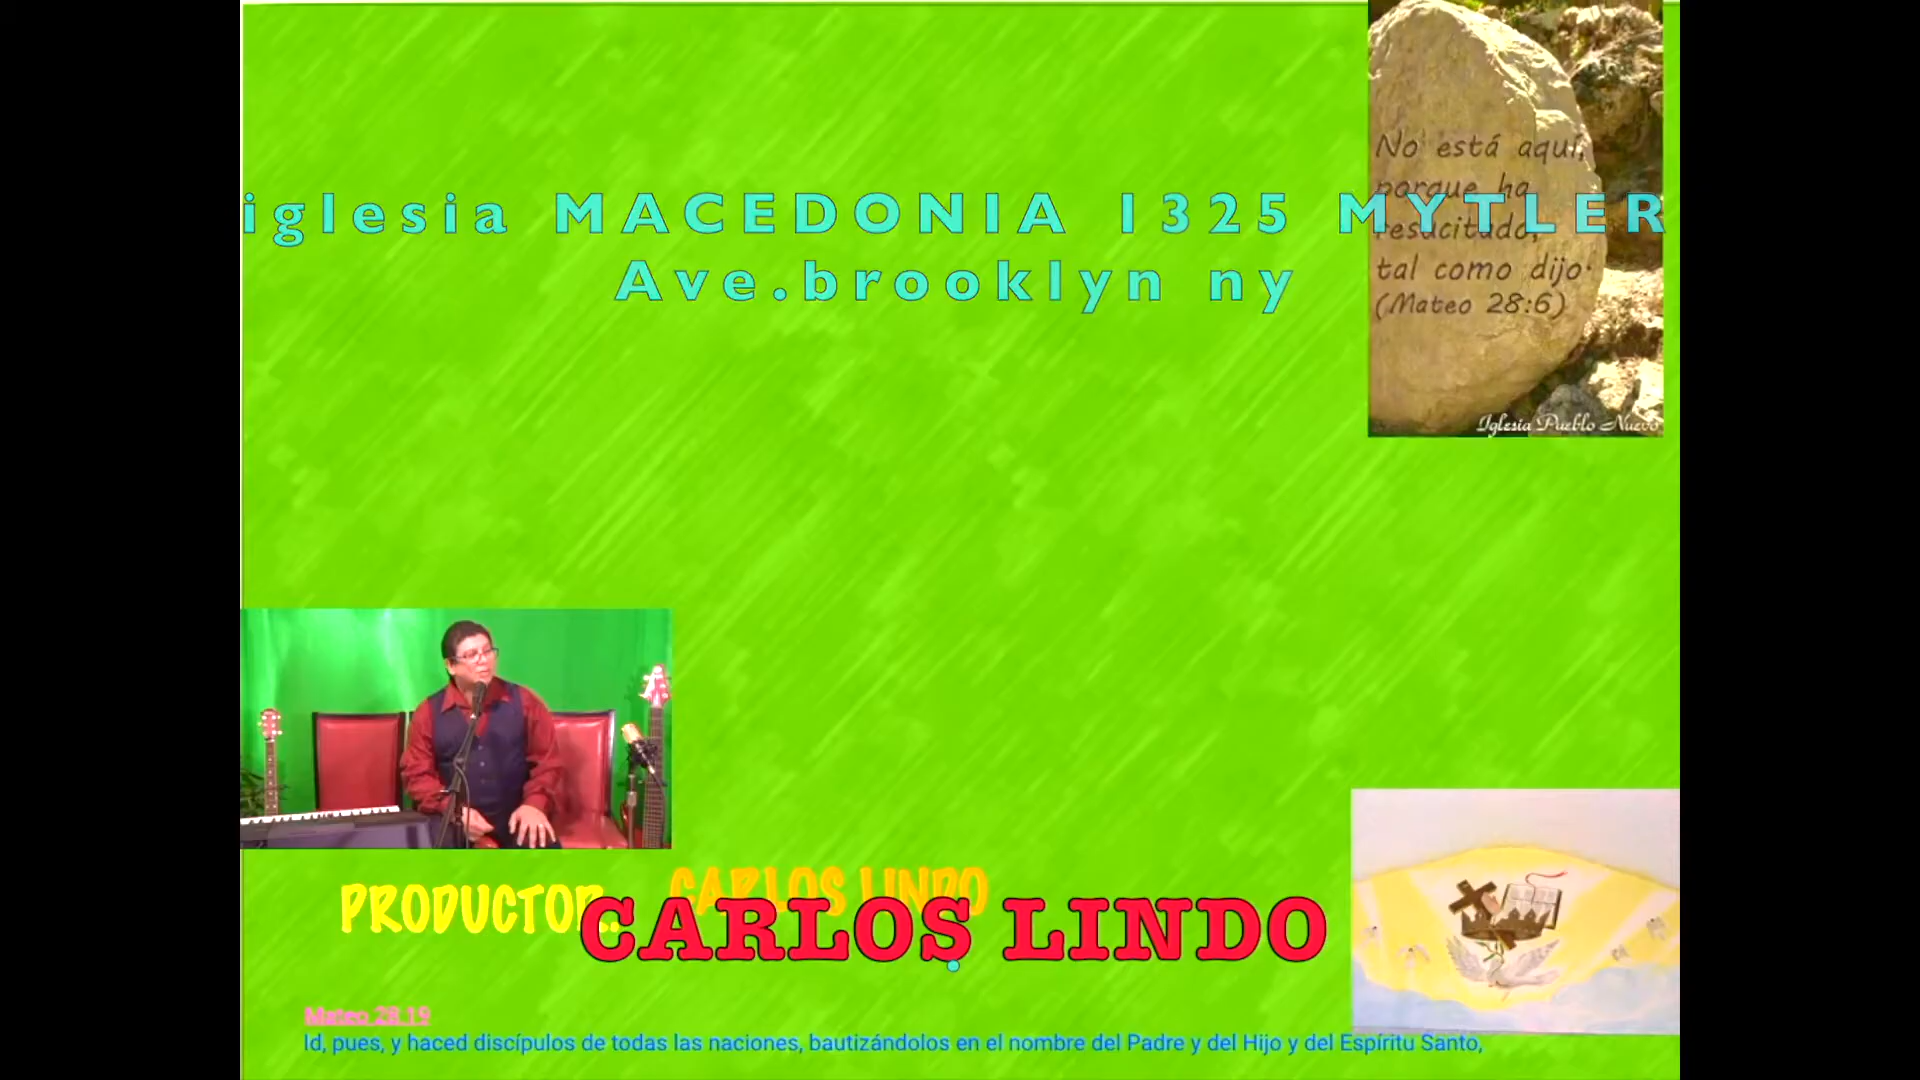 iglesia MACEDONIA 1325 MYTLER
Ave.brooklyn ny
No está aquí,
porque ha
resucitado,
tal como dijo
(Mateo 28:6)
Iglesia Pueblo Nuevo
PRODUCTOR..
CARLOS LINDO
CARLOS LINDO
Mateo 28.19
Id, pues, y haced discípulos de todas las naciones, bautizándolos en el nombre del Padre y del Hijo y del Espíritu Santo,